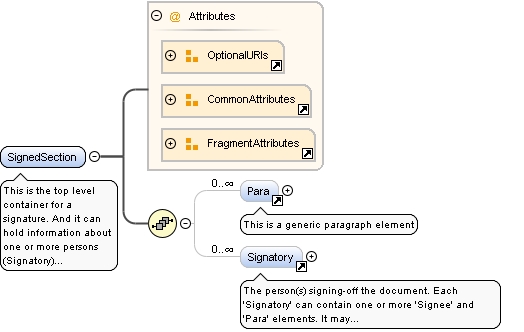 @ Attributes
OptionalURIs
CommonAttributes
FragmentAttributes
SignedSection
This is the top level
container for a
signature. And it can
hold information about
one or more persons
(Signatory)...
0..∞
Para
This is a generic paragraph element
0..∞
Signatory
The person(s) signing-off the document. Each
'Signatory' can contain one or more 'Signee' and
'Para' elements. It may...